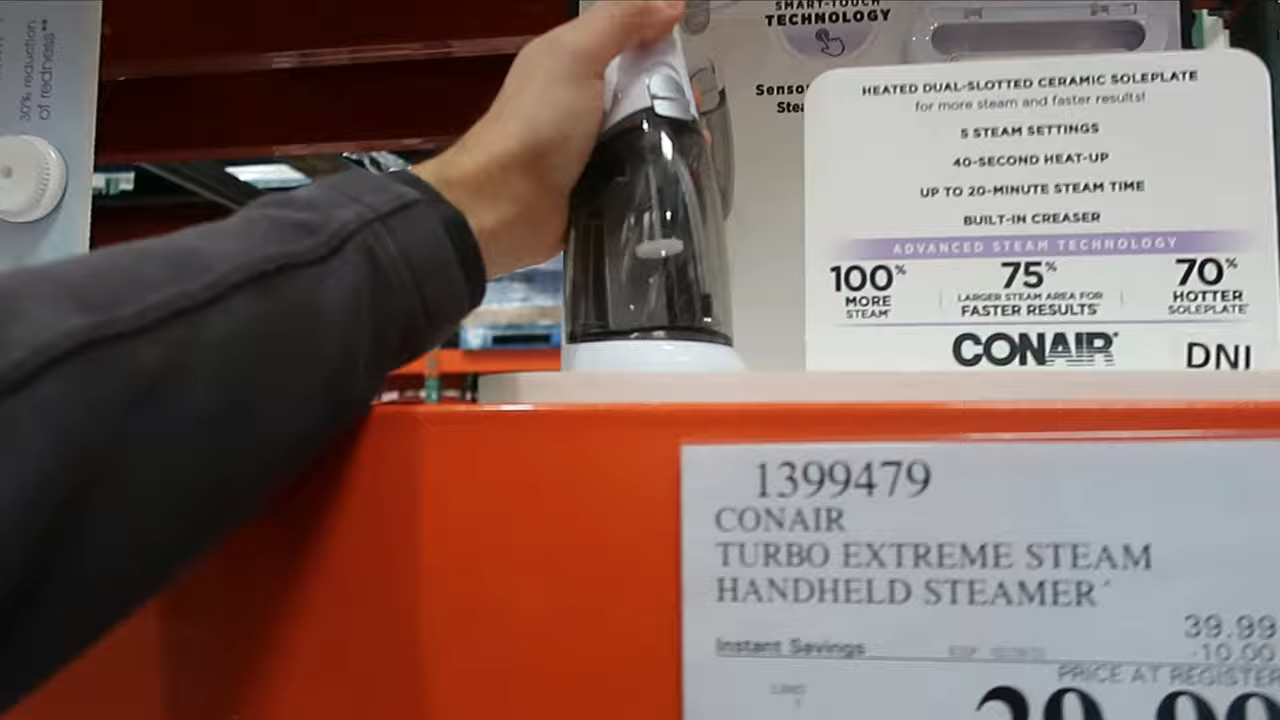 30% reduction
of redness**
SMART-TOUCH
TECHNOLOGY
HEATED DUAL-SLOTTED CERAMIC SOLEPLATE
for more steam and faster results!
5 STEAM SETTINGS
40-SECOND HEAT-UP
UP TO 20-MINUTE STEAM TIME
BUILT-IN CREASER
ADVANCED STEAM TECHNOLOGY
100% MORE STEAM
75% LARGER STEAM AREA FOR FASTER RESULTS
70% HOTTER SOLEPLATE
CONAIR DNI
1399479
CONAIR
TURBO EXTREME STEAM
HANDHELD STEAMER
39.99
Instant Savings -10.00
PRICE AT REGISTER